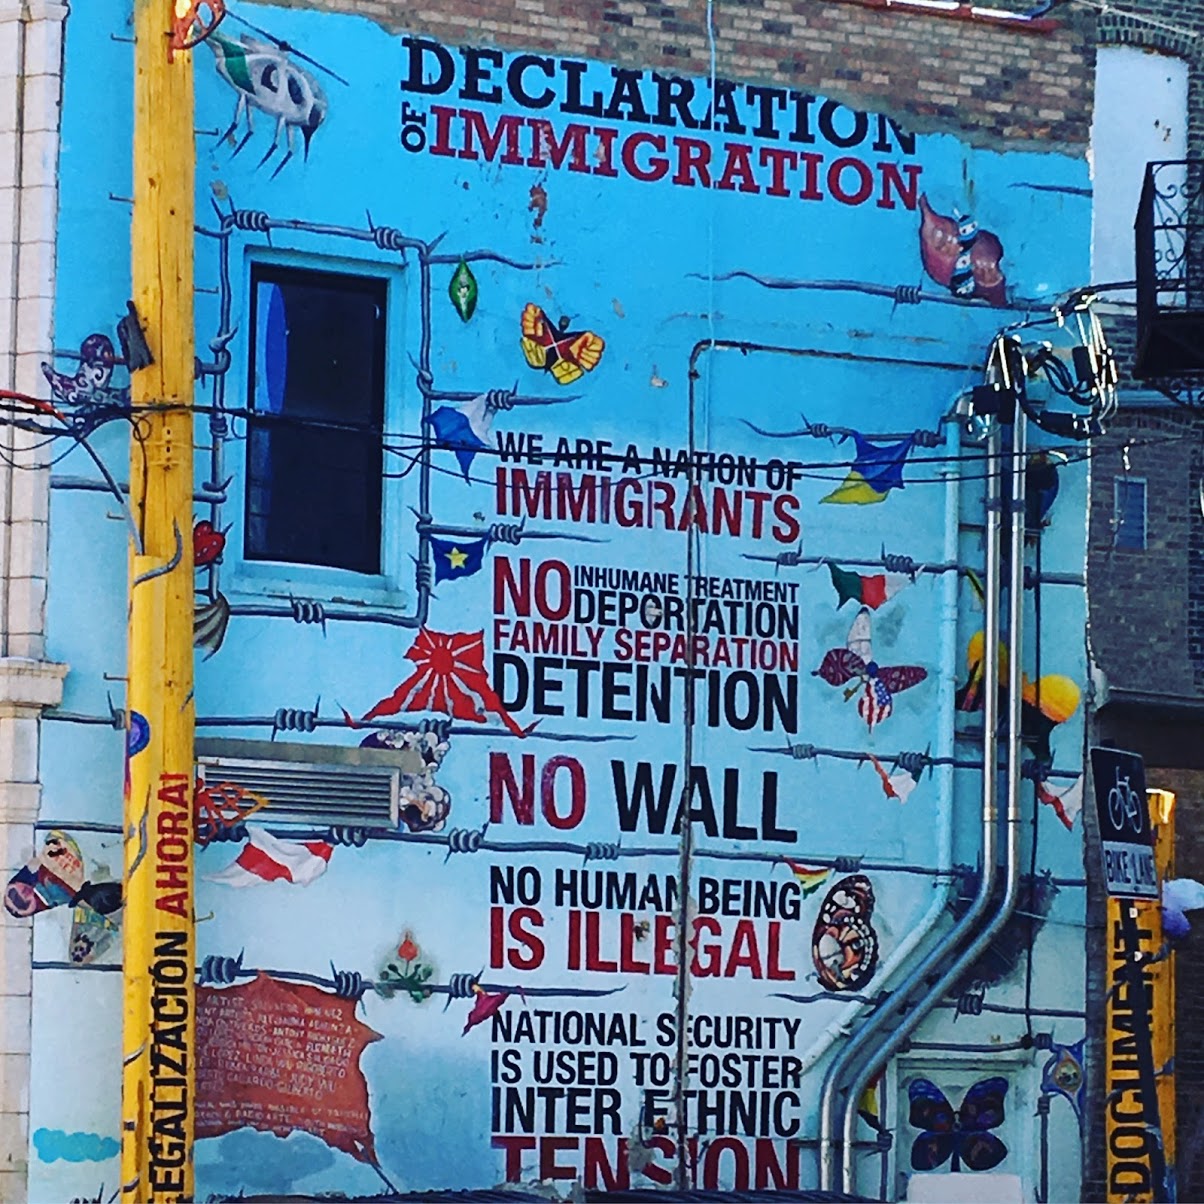 DECLARATION
OF IMMIGRATION
WE ARE A NATION OF
IMMIGRANTS
NO INHUMANE TREATMENT
DEPORTATION
FAMILY SEPARATION
DETENTION
NO WALL
NO HUMAN BEING
IS ILLEGAL
NATIONAL SECURITY
IS USED TO FOSTER
INTER ETHNIC
TENSION
LEGALIZACIÓN AHORA!
BIKE LANE
DOCUMENT